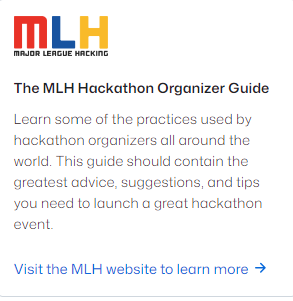 MLH
MAJOR LEAGUE HACKING
The MLH Hackathon Organizer Guide
Learn some of the practices used by
hackathon organizers all around the
world. This guide should contain the
greatest advice, suggestions, and tips
you need to launch a great hackathon
event.
Visit the MLH website to learn more →